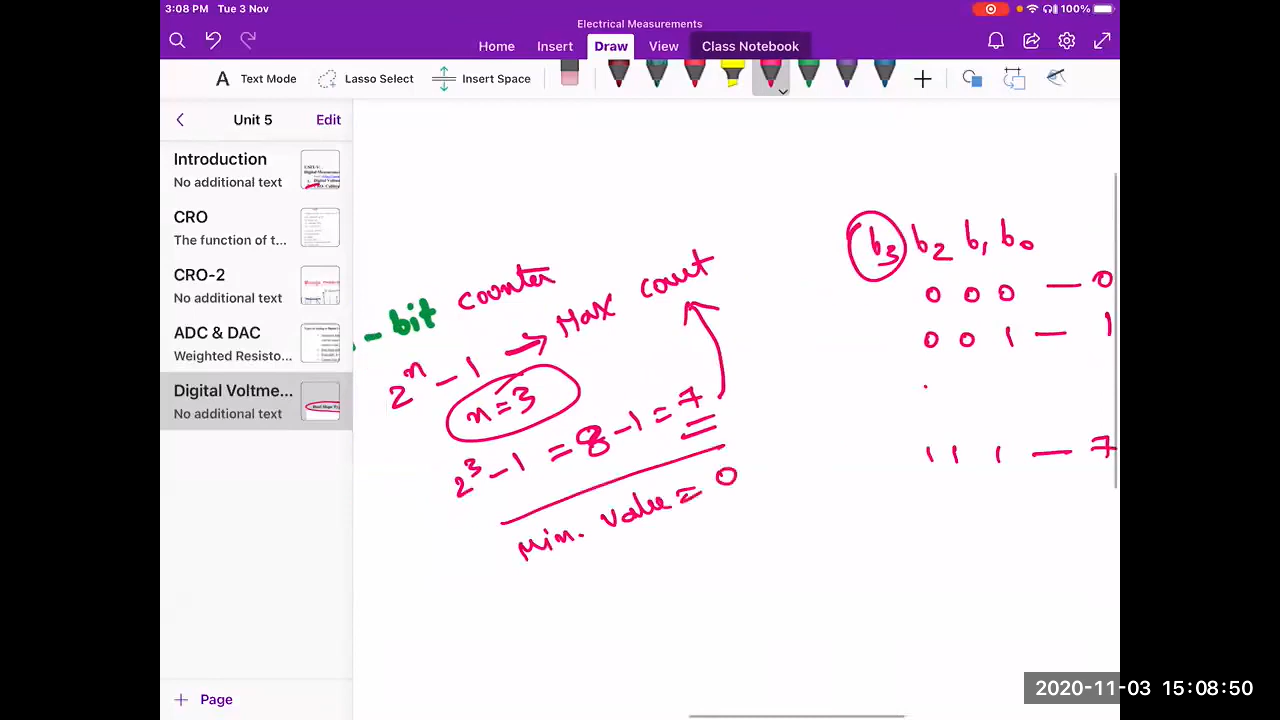 3:08 PM Tue 3 Nov
100%
Electrical Measurements
Home Insert Draw View Class Notebook
A Text Mode Lasso Select Insert Space
Unit 5 Edit
Introduction
No additional text
CRO
The function of t...
CRO-2
No additional text
ADC & DAC
Weighted Resisto...
Digital Voltme...
No additional text
Page
-bit counter
2^n - 1 → Max count
n = 3
2^3 - 1 = 8 - 1 = 7
Min. value = 0
b3 b2 b1 b0
0 0 0 — 0
0 0 1 — 1
.
1 1 1 — 7
2020-11-03 15:08:50